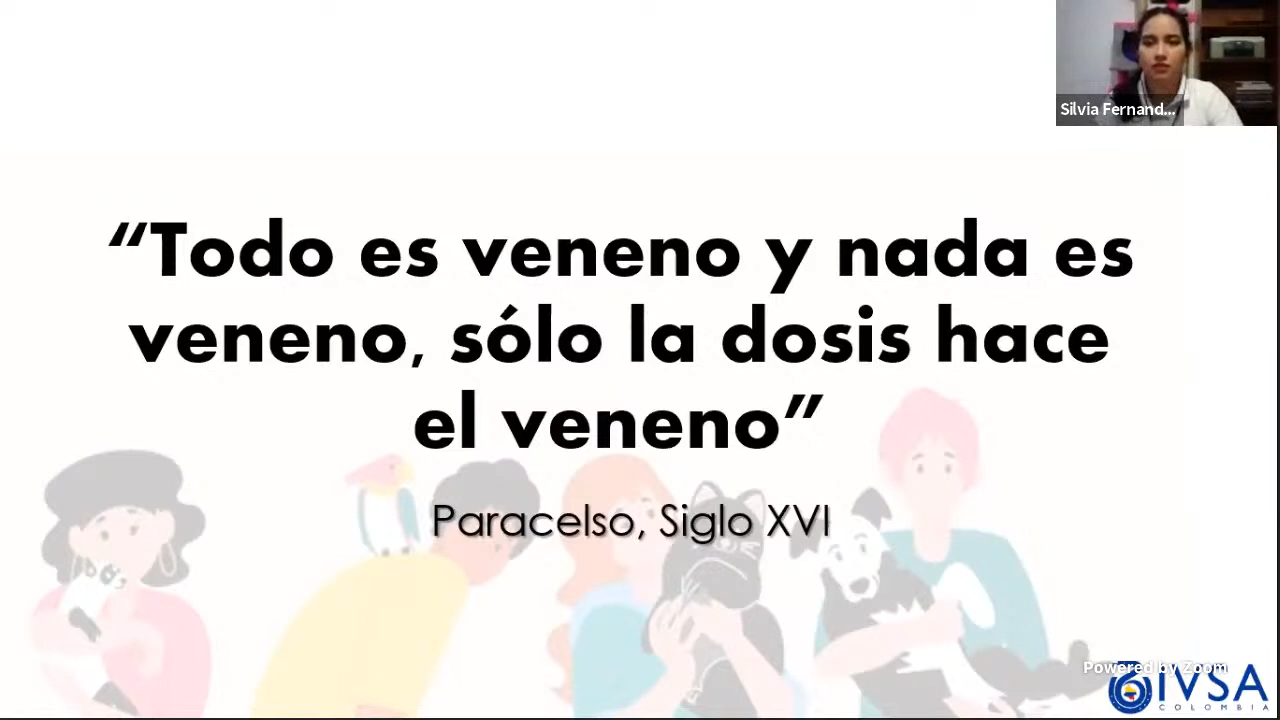 Silvia Fernand...
“Todo es veneno y nada es
veneno, sólo la dosis hace
el veneno”
Paracelso, Siglo XVI
Powered by Zoom
IVSA
COLOMBIA